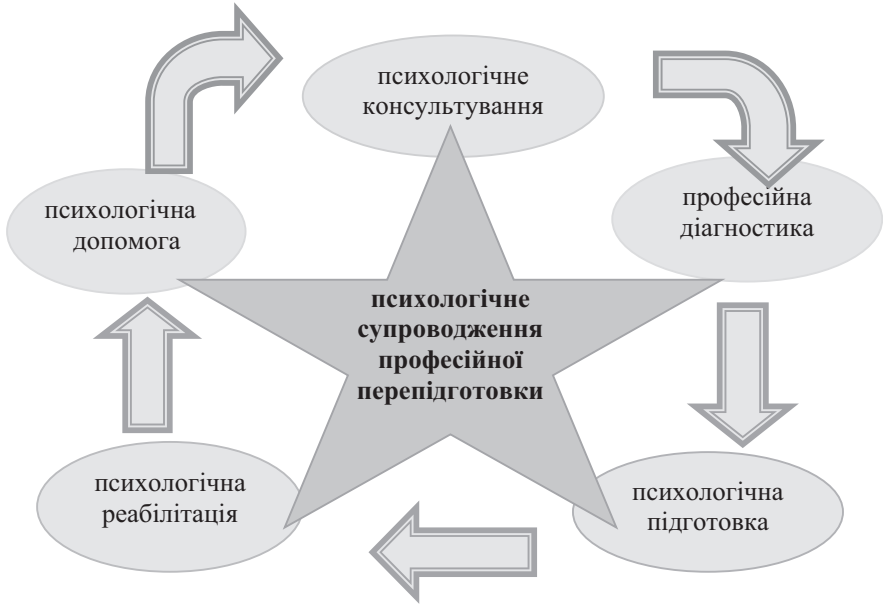 психологічне
консультування
професійна
діагностика
психологічна
допомога
психологічне
супроводження
професійної
перепідготовки
психологічна
реабілітація
психологічна
підготовка